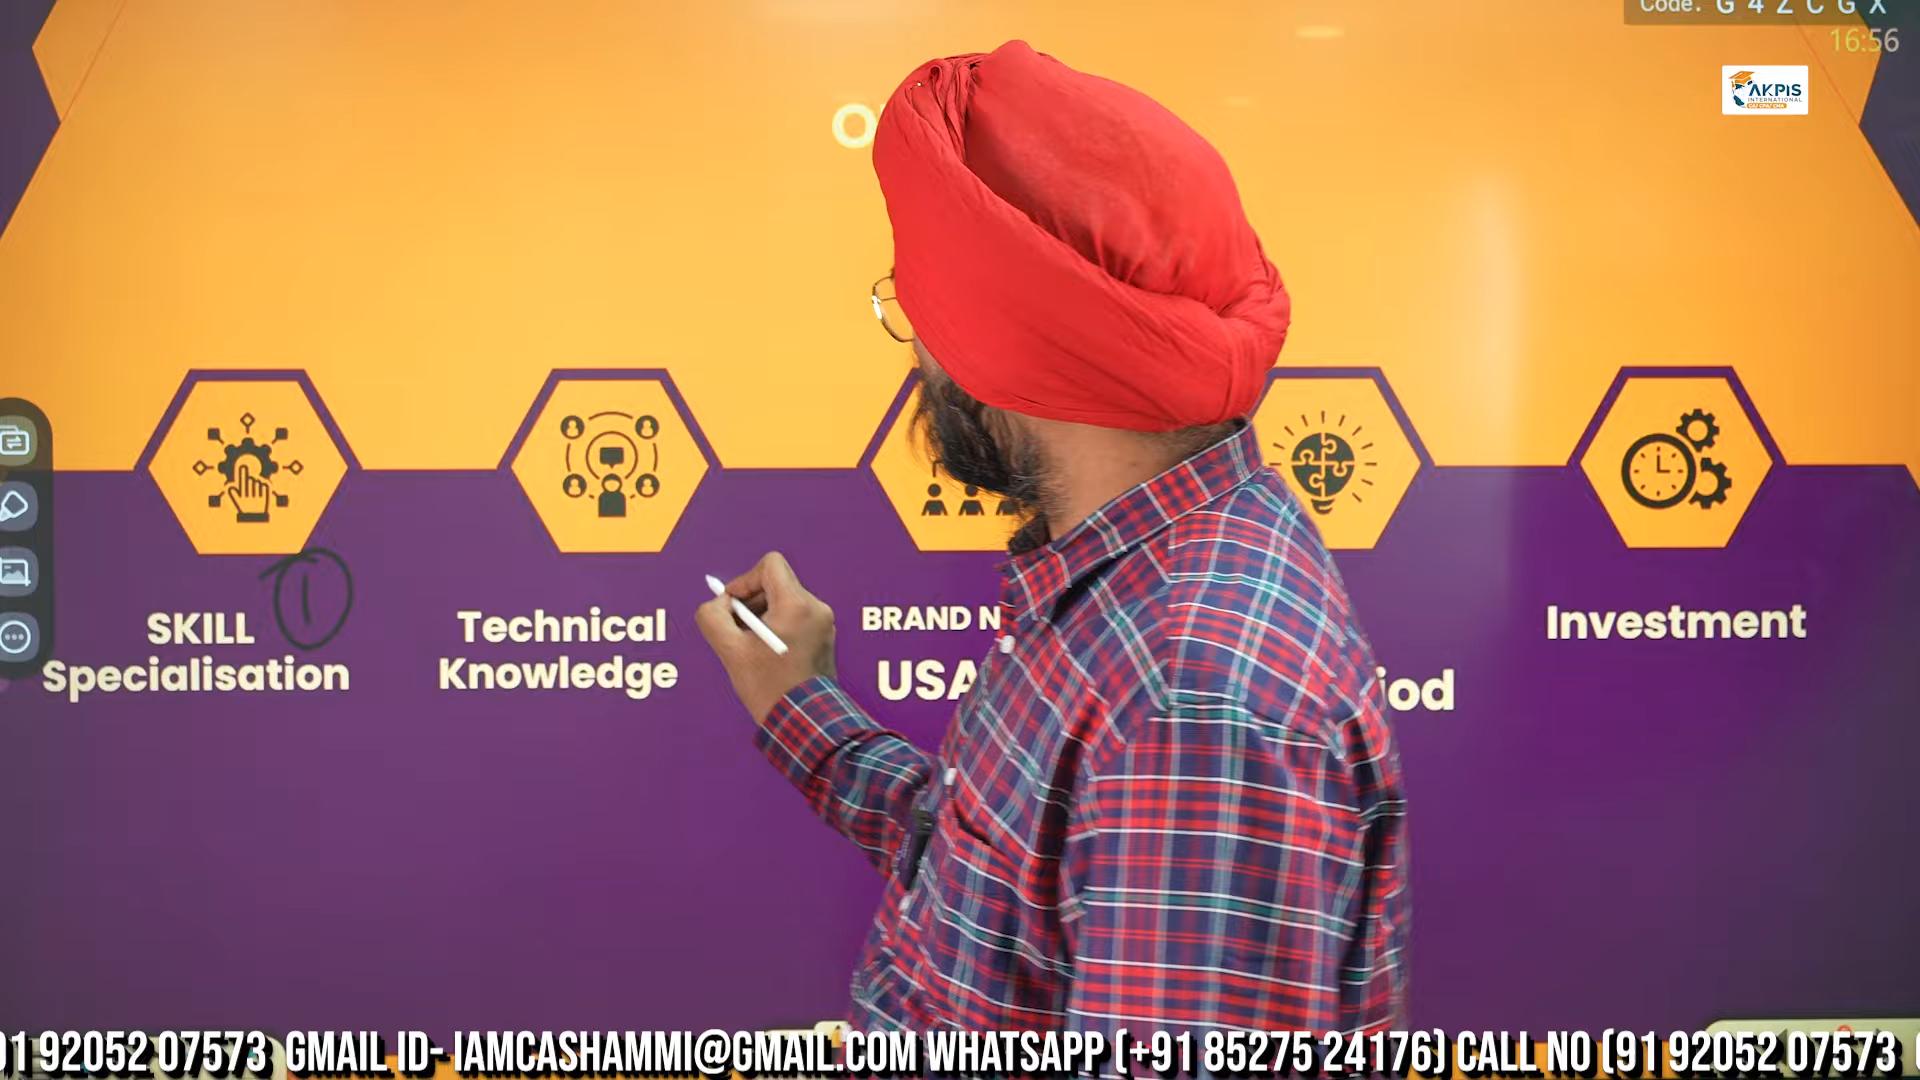 Code: G 4 Z C G X
16:56
AKPIS
INTERNATIONAL
SKILL
Specialisation
1
Technical
Knowledge
BRAND N
USA
iod
Investment
91 92052 07573 GMAIL ID- IAMCASHAMMI@GMAIL.COM WHATSAPP (+91 85275 24176) CALL NO (91 92052 07573